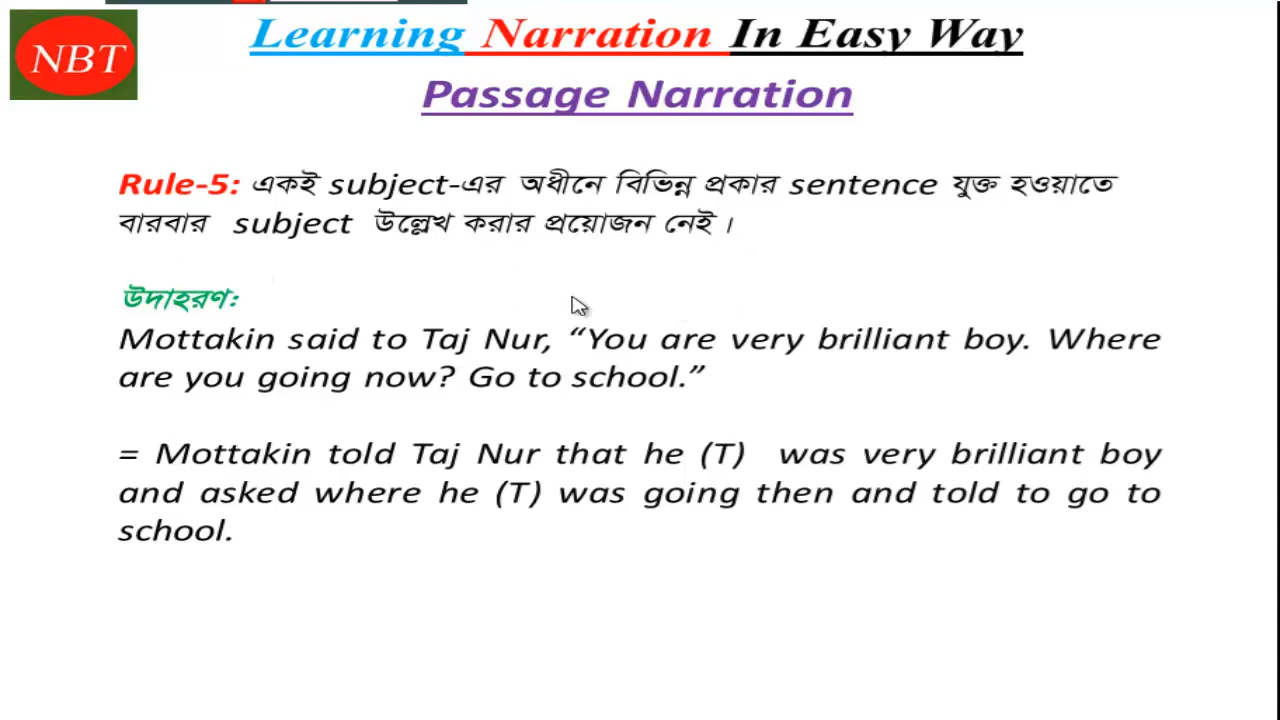 NBT
Learning Narration In Easy Way
Passage Narration
Rule-5: একই subject-এর অধীনে বিভিন্ন প্রকার sentence যুক্ত হওয়াতে
বারবার subject উল্লেখ করার প্রয়োজন নেই।
উদাহরণ:
Mottakin said to Taj Nur, “You are very brilliant boy. Where
are you going now? Go to school.”
= Mottakin told Taj Nur that he (T) was very brilliant boy
and asked where he (T) was going then and told to go to
school.